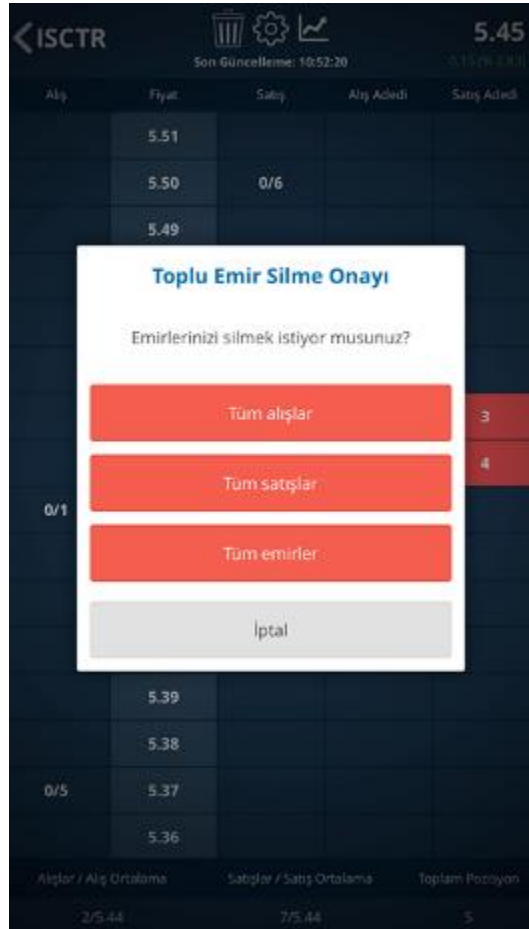 ISCTR
5.45
Son Güncelleme: 10:52:20
Alış Fiyat Satış Alış Adedi Satış Adedi
5.51
5.50 0/6
5.49
Toplu Emir Silme Onayı
Emirlerinizi silmek istiyor musunuz?
Tüm alışlar
3
Tüm satışlar
4
0/1
Tüm emirler
İptal
5.39
5.38
0/5 5.37
5.36
Alışlar / Alış Ortalama Satışlar / Satış Ortalama Toplam Pozisyon
2/5.44 7/5.44 5